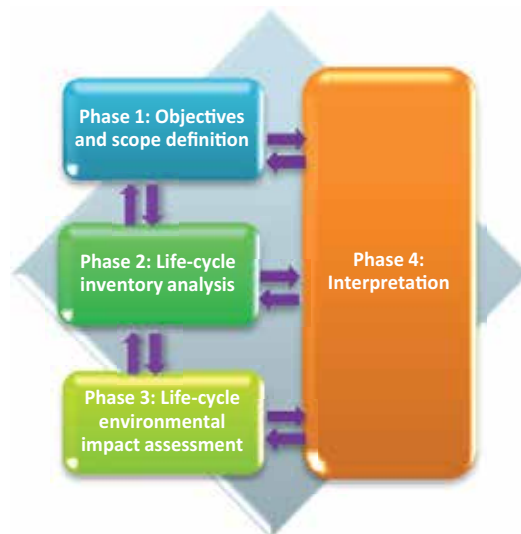 Phase 1: Objectives
and scope definition
Phase 2: Life-cycle
inventory analysis
Phase 3: Life-cycle
environmental
impact assessment
Phase 4:
Interpretation